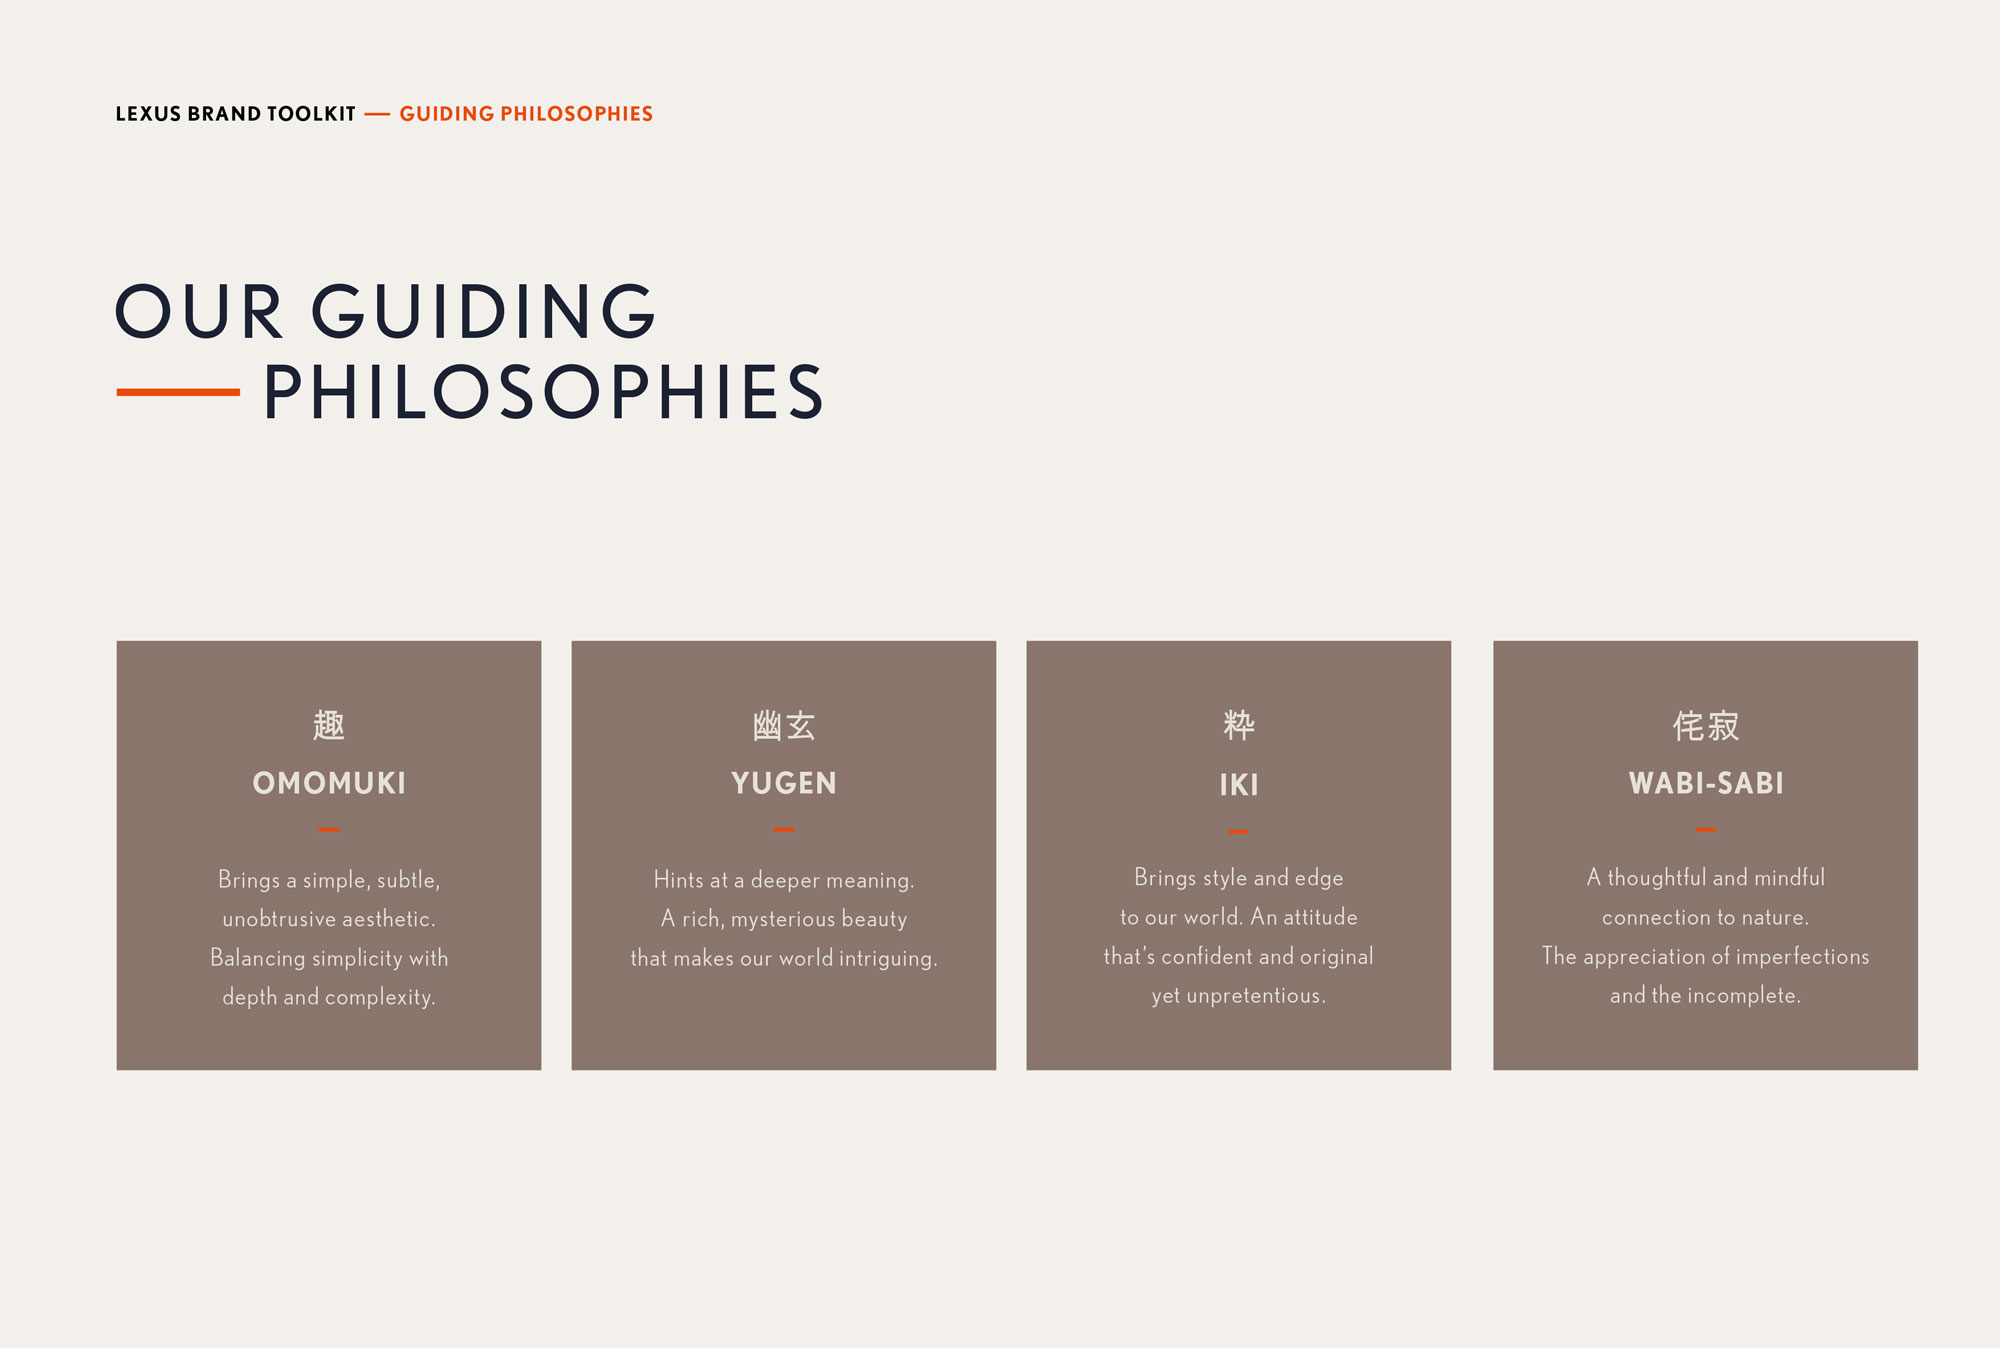 LEXUS BRAND TOOLKIT — GUIDING PHILOSOPHIES
OUR GUIDING
— PHILOSOPHIES
趣
OMOMUKI
Brings a simple, subtle,
unobtrusive aesthetic.
Balancing simplicity with
depth and complexity.
幽玄
YUGEN
Hints at a deeper meaning.
A rich, mysterious beauty
that makes our world intriguing.
粋
IKI
Brings style and edge
to our world. An attitude
that's confident and original
yet unpretentious.
侘寂
WABI-SABI
A thoughtful and mindful
connection to nature.
The appreciation of imperfections
and the incomplete.